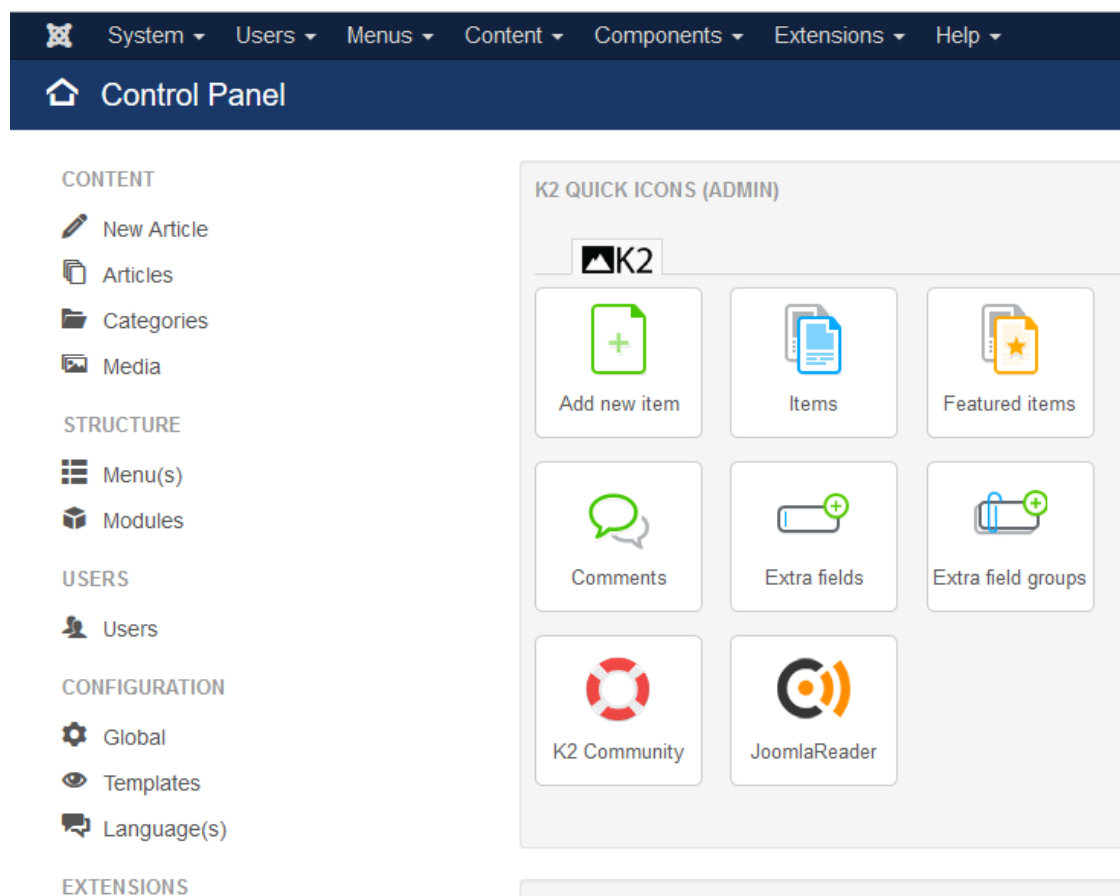 System Users Menus Content Components Extensions Help
Control Panel
CONTENT
New Article
Articles
Categories
Media
STRUCTURE
Menu(s)
Modules
USERS
Users
CONFIGURATION
Global
Templates
Language(s)
EXTENSIONS
K2 QUICK ICONS (ADMIN)
K2
Add new item
Items
Featured items
Comments
Extra fields
Extra field groups
K2 Community
JoomlaReader